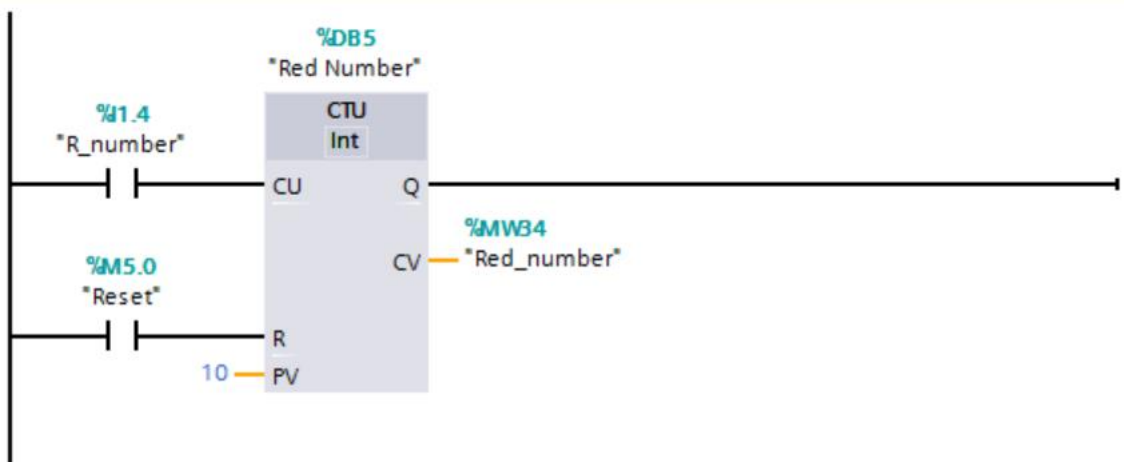 %DB5
"Red Number"
%I1.4
"R_number"
CTU
Int
CU
Q
%MW34
"Red_number"
CV
%M5.0
"Reset"
R
10
PV